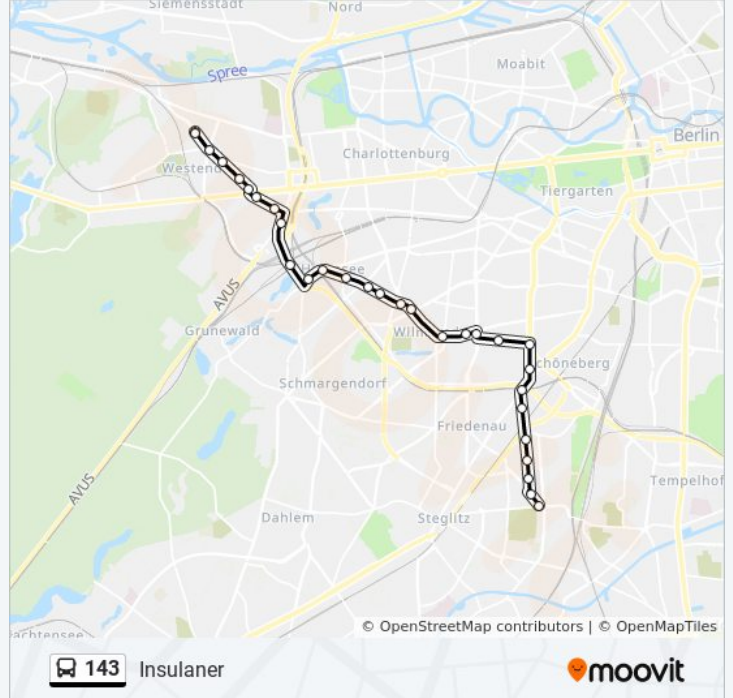 Siemensstadt
Nord
Moabit
Spree
Berlin
Charlottenburg
Westend
Tiergarten
AVUS
Grunewald
Schmargendorf
Friedenau
AVUS
Tempelhof
Dahlem
Steglitz
achtensee
© OpenStreetMap contributors | © OpenMapTiles
143 Insulaner
moovit